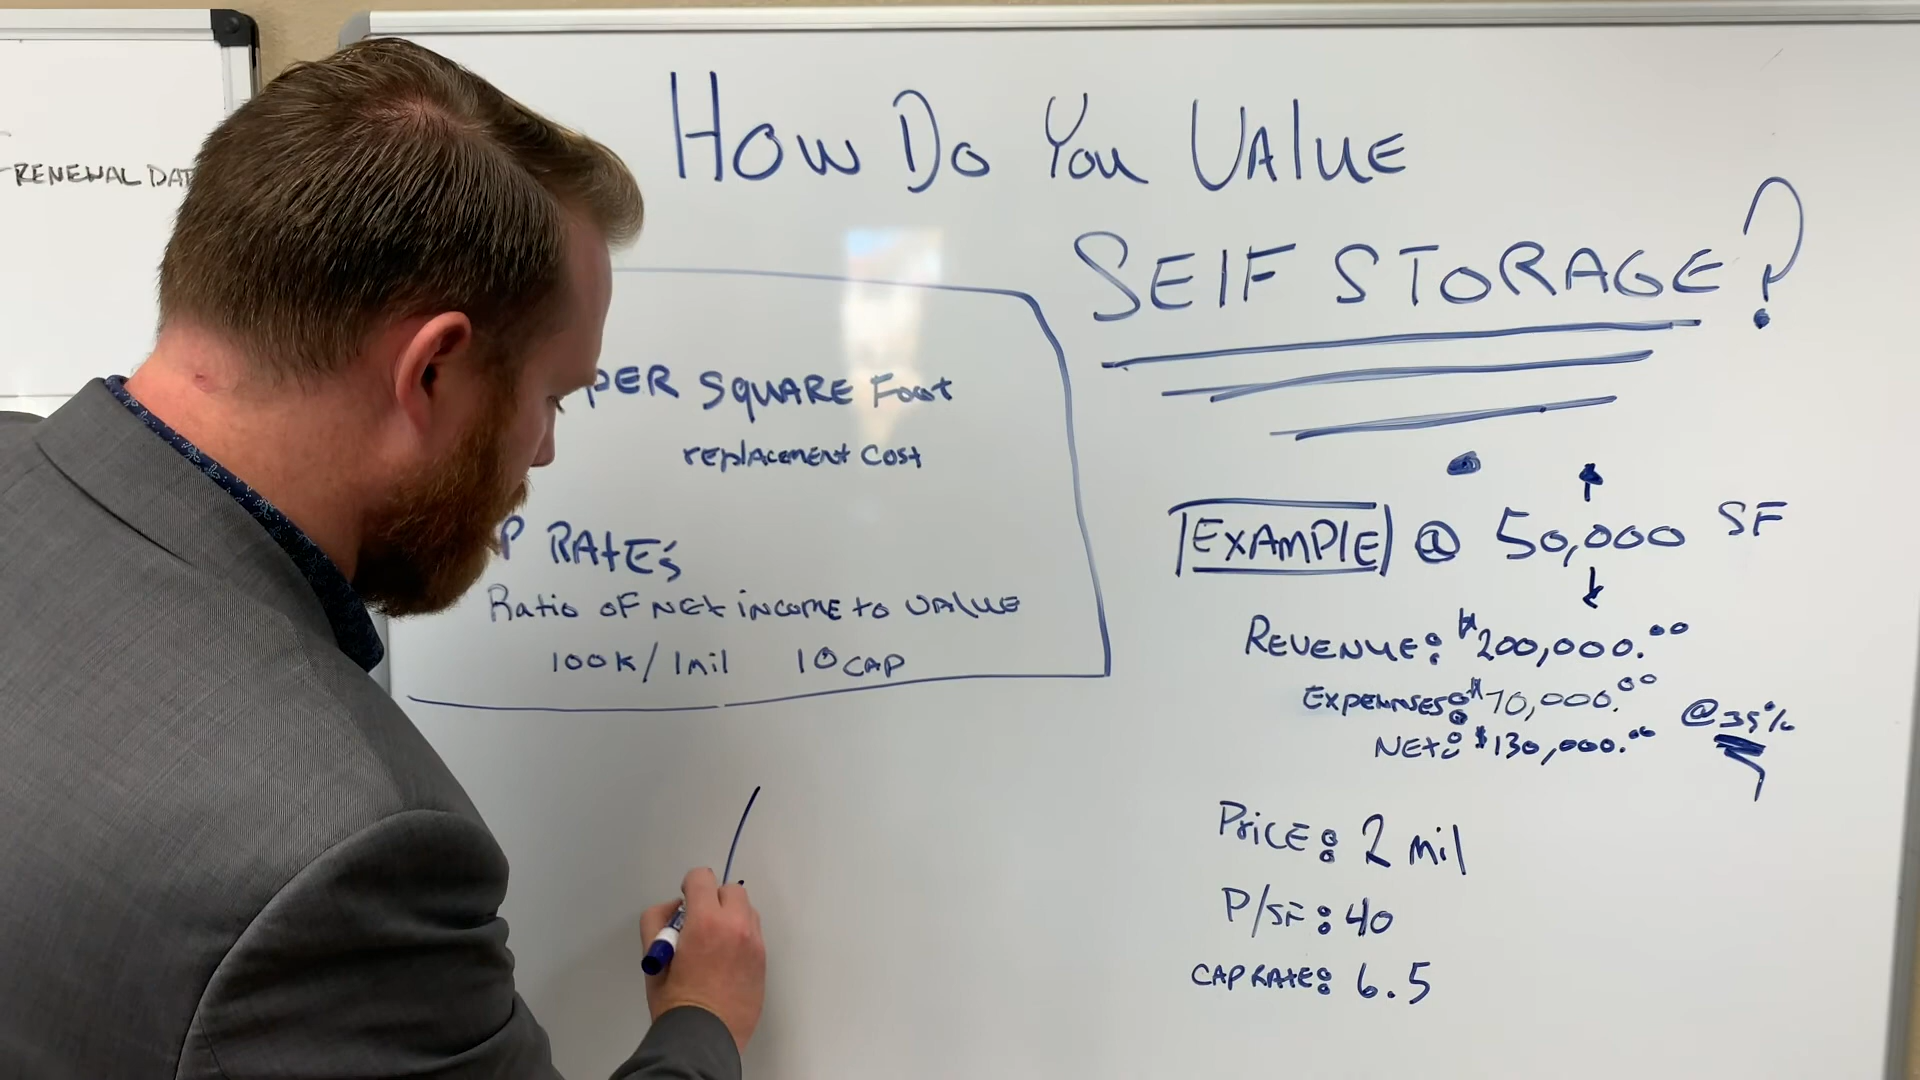 RENEWAL DAT
HOW DO YOU VALUE
SELF STORAGE?
PER SQUARE FOOT
replacement cost
P RATE'S
Ratio OF NET income to VALUE
100K/1mil 10 CAP
EXAMPLE @ 50,000 SF
REVENUE: $200,000.00
EXPENSES: $70,000.00 @35%
NET: $130,000.00
PRICE: 2 mil
P/SF: 40
CAP RATE: 6.5